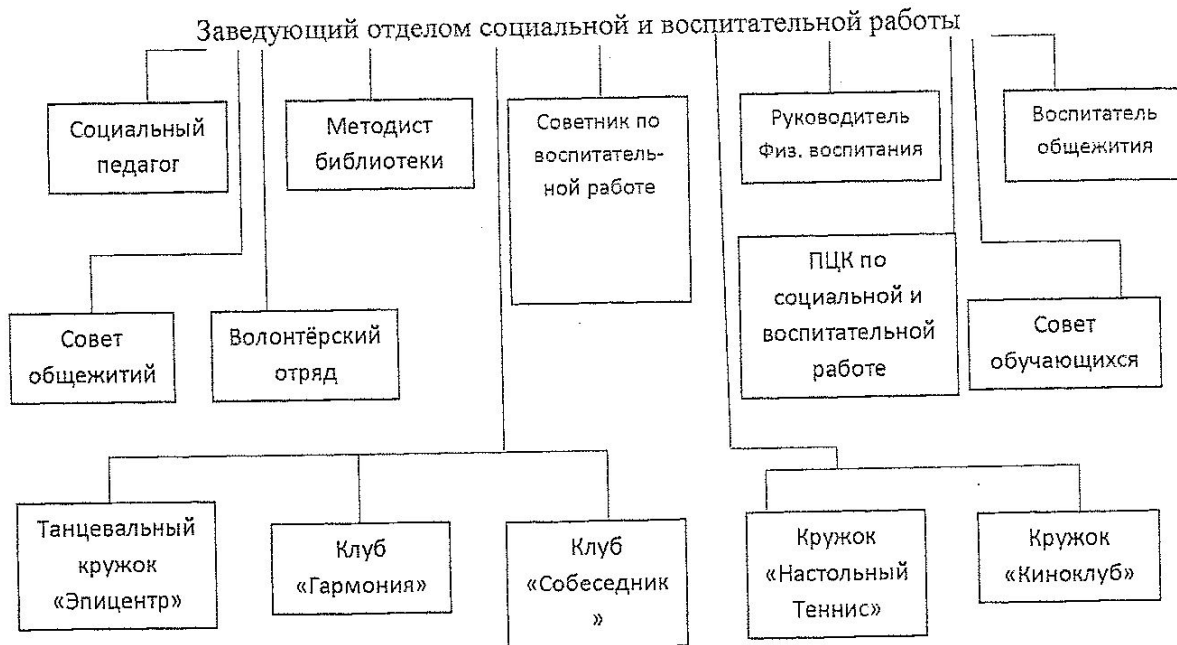 Заведующий отделом социальной и воспитательной работы
Социальный
педагог
Методист
библиотеки
Советник по
воспитатель-
ной работе
Руководитель
Физ. воспитания
Воспитатель
общежития
Совет
общежитий
Волонтёрский
отряд
ПЦК по
социальной и
воспитательной
работе
Совет
обучающихся
Танцевальный
кружок
«Эпицентр»
Клуб
«Гармония»
Клуб
«Собеседник
»
Кружок
«Настольный
Теннис»
Кружок
«Киноклуб»